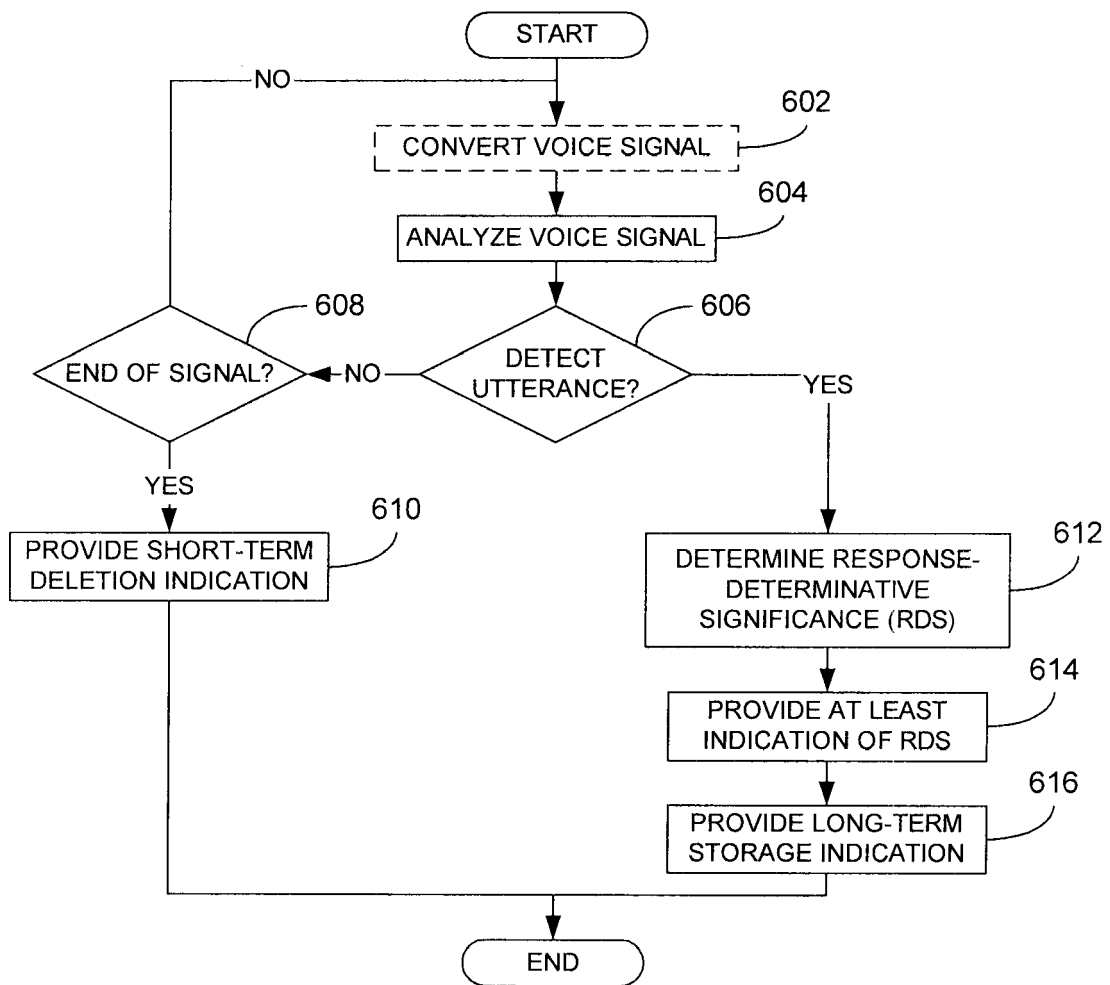 START
NO
602
CONVERT VOICE SIGNAL
604
ANALYZE VOICE SIGNAL
608
606
END OF SIGNAL?
NO
DETECT
UTTERANCE?
YES
YES
610
PROVIDE SHORT-TERM
DELETION INDICATION
612
DETERMINE RESPONSE-
DETERMINATIVE
SIGNIFICANCE (RDS)
614
PROVIDE AT LEAST
INDICATION OF RDS
616
PROVIDE LONG-TERM
STORAGE INDICATION
END